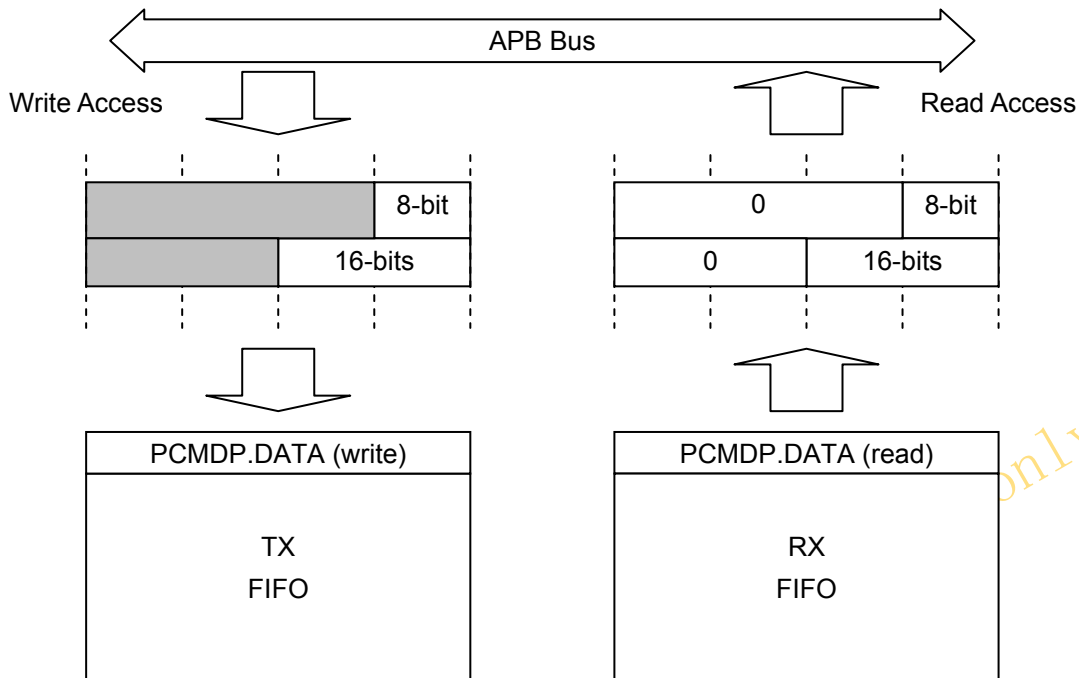 APB Bus
Write Access
Read Access
8-bit
0
8-bit
16-bits
0
16-bits
PCMDP.DATA (write)
PCMDP.DATA (read)
only
TX
FIFO
RX
FIFO